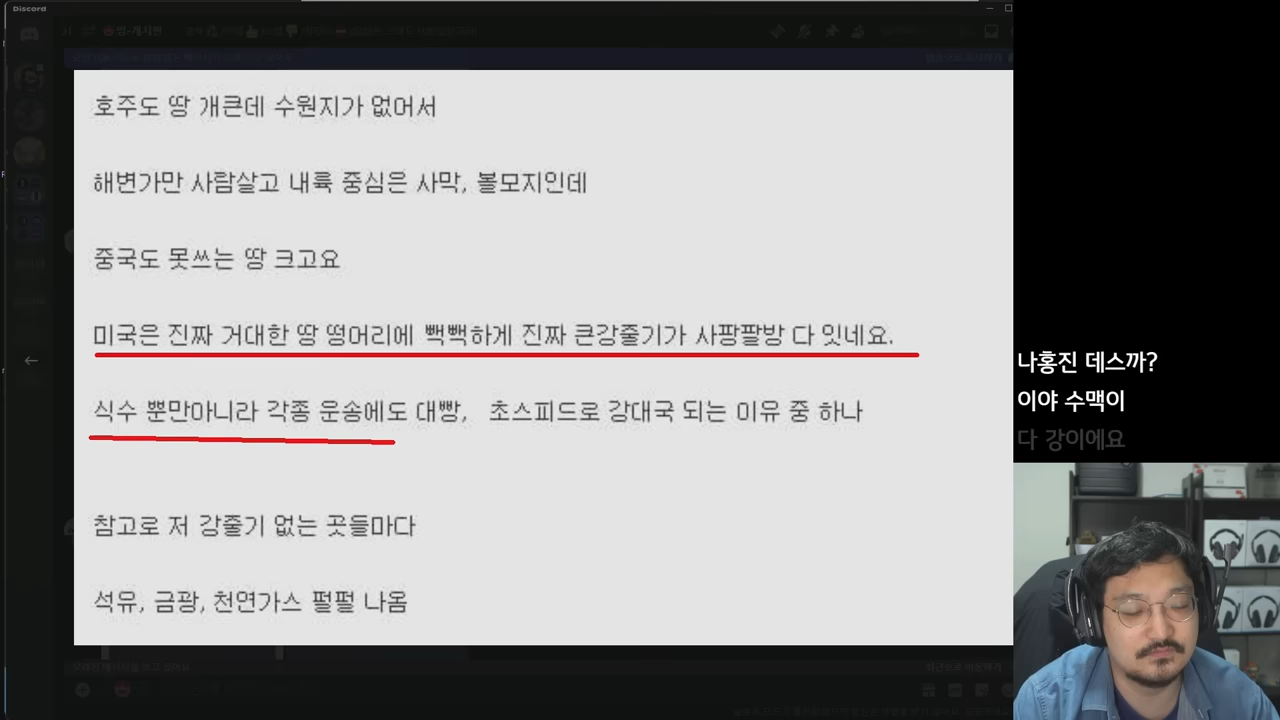 Discord
호주도 땅 개큰데 수원지가 없어서
해변가만 사람살고 내륙 중심은 사막, 볼모지인데
중국도 못쓰는 땅 크고요
미국은 진짜 거대한 땅 떵어리에 빽빽하게 진짜 큰강줄기가 사팡팔방 다 잇네요.
식수 뿐만아니라 각종 운송에도 대빵, 초스피드로 강대국 되는 이유 중 하나
참고로 저 강줄기 없는 곳들마다
석유, 금광, 천연가스 펄펄 나옴
나홍진 데스까?
이야 수맥이
다 강이에요